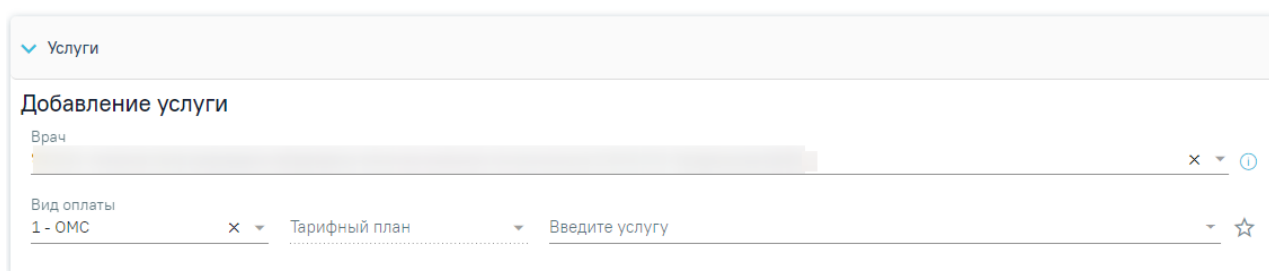 Услуги
Добавление услуги
Врач
Вид оплаты
1 - ОМС Тарифный план Введите услугу